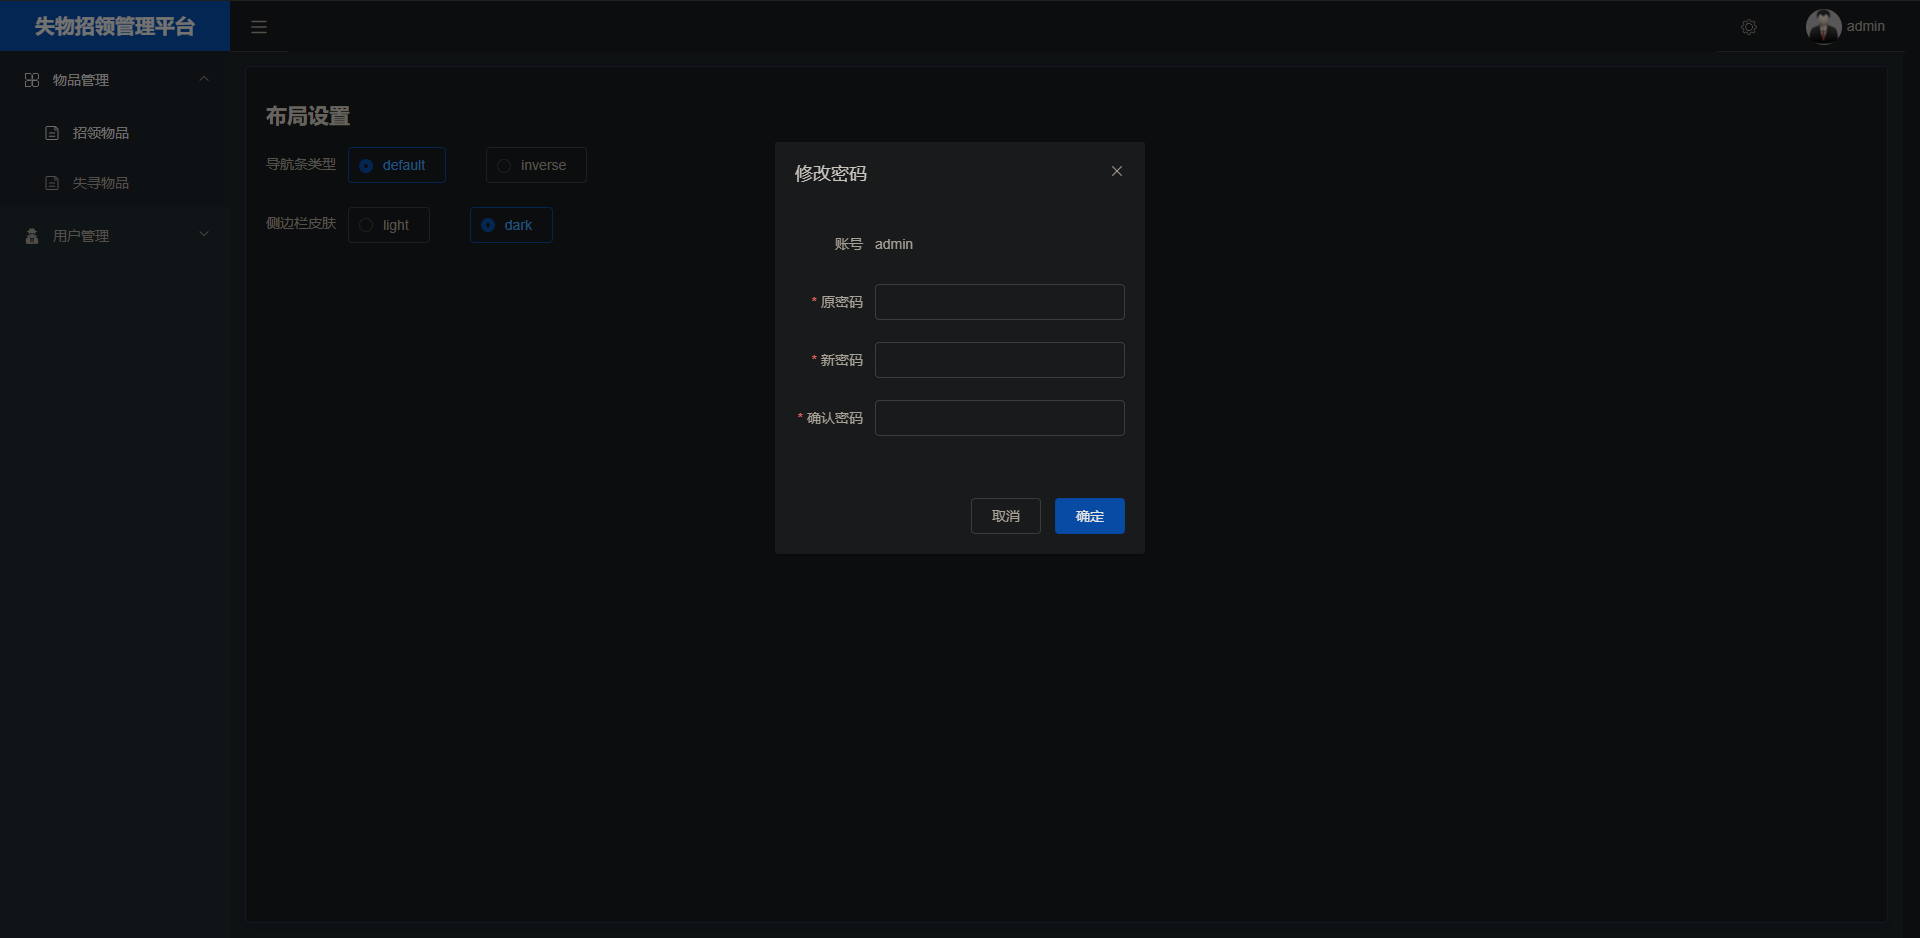 失物招领管理平台
admin
物品管理
招领物品
失寻物品
用户管理
布局设置
导航条类型 default inverse
侧边栏皮肤 light dark
修改密码
账号 admin
* 原密码
* 新密码
* 确认密码
取消 确定